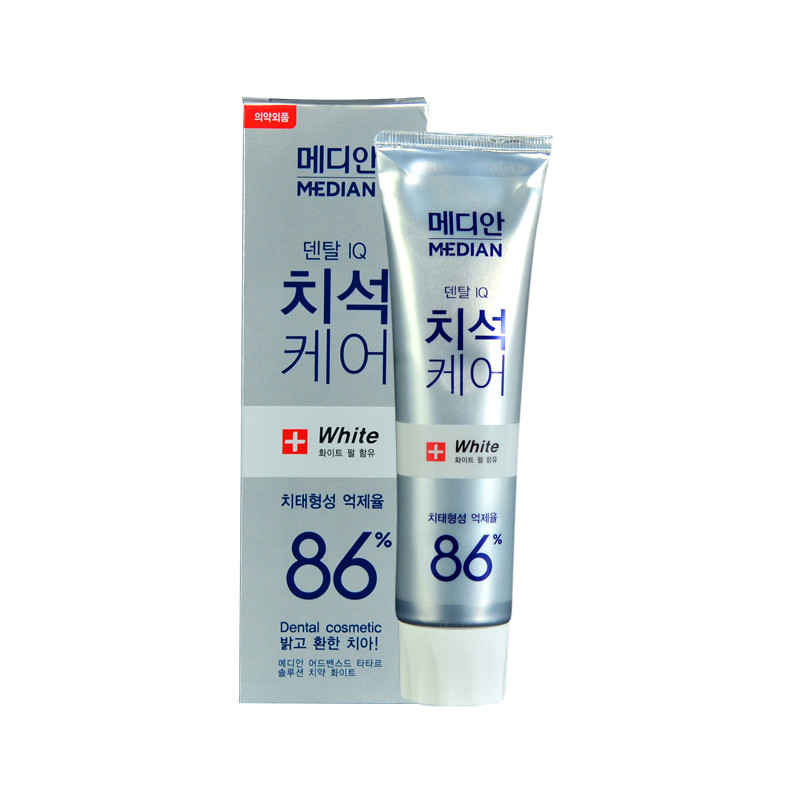 의약외품
메디안
MEDIAN
덴탈 IQ
치석
케어
White
화이트 펄 함유
치태형성 억제율
86%
Dental cosmetic
밝고 환한 치아!
메디안 어드밴스드 타타르
솔루션 치약 화이트
메디안
MEDIAN
덴탈 IQ
치석
케어
White
화이트 펄 함유
치태형성 억제율
86%